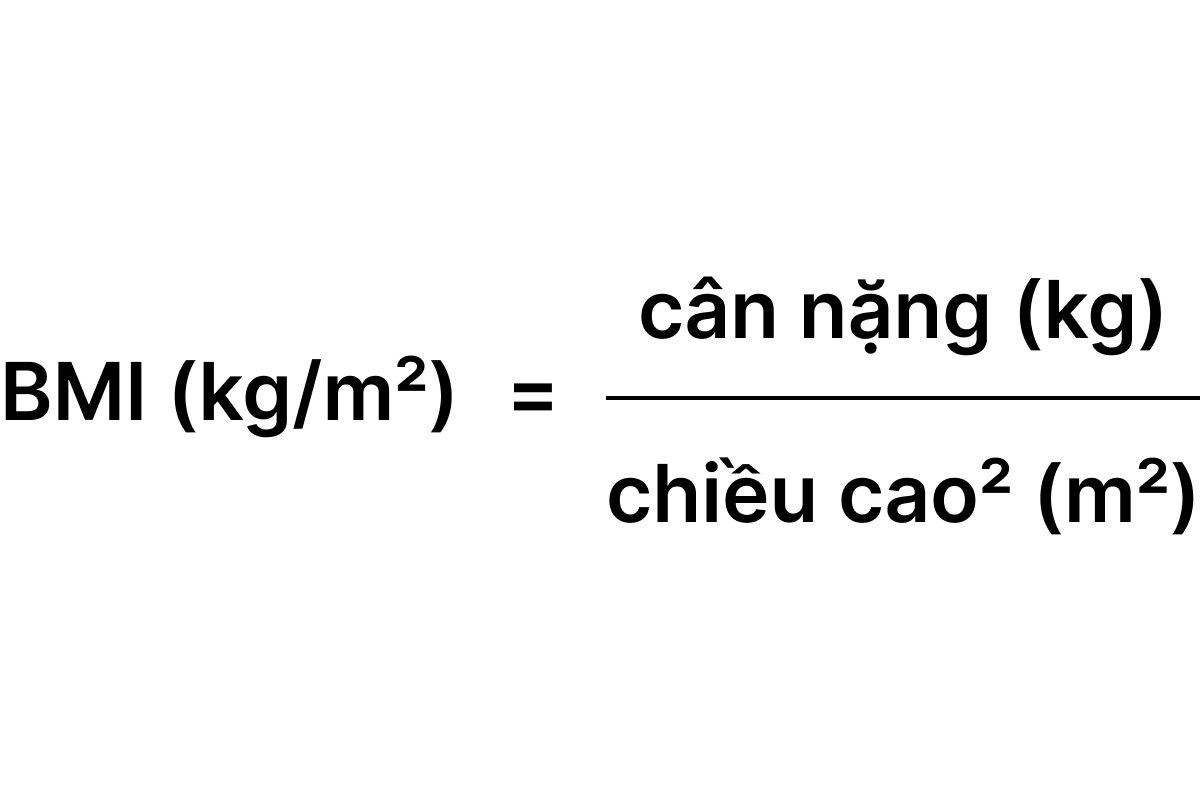 BMI (kg/m²) =
cân nặng (kg)
chiều cao² (m²)